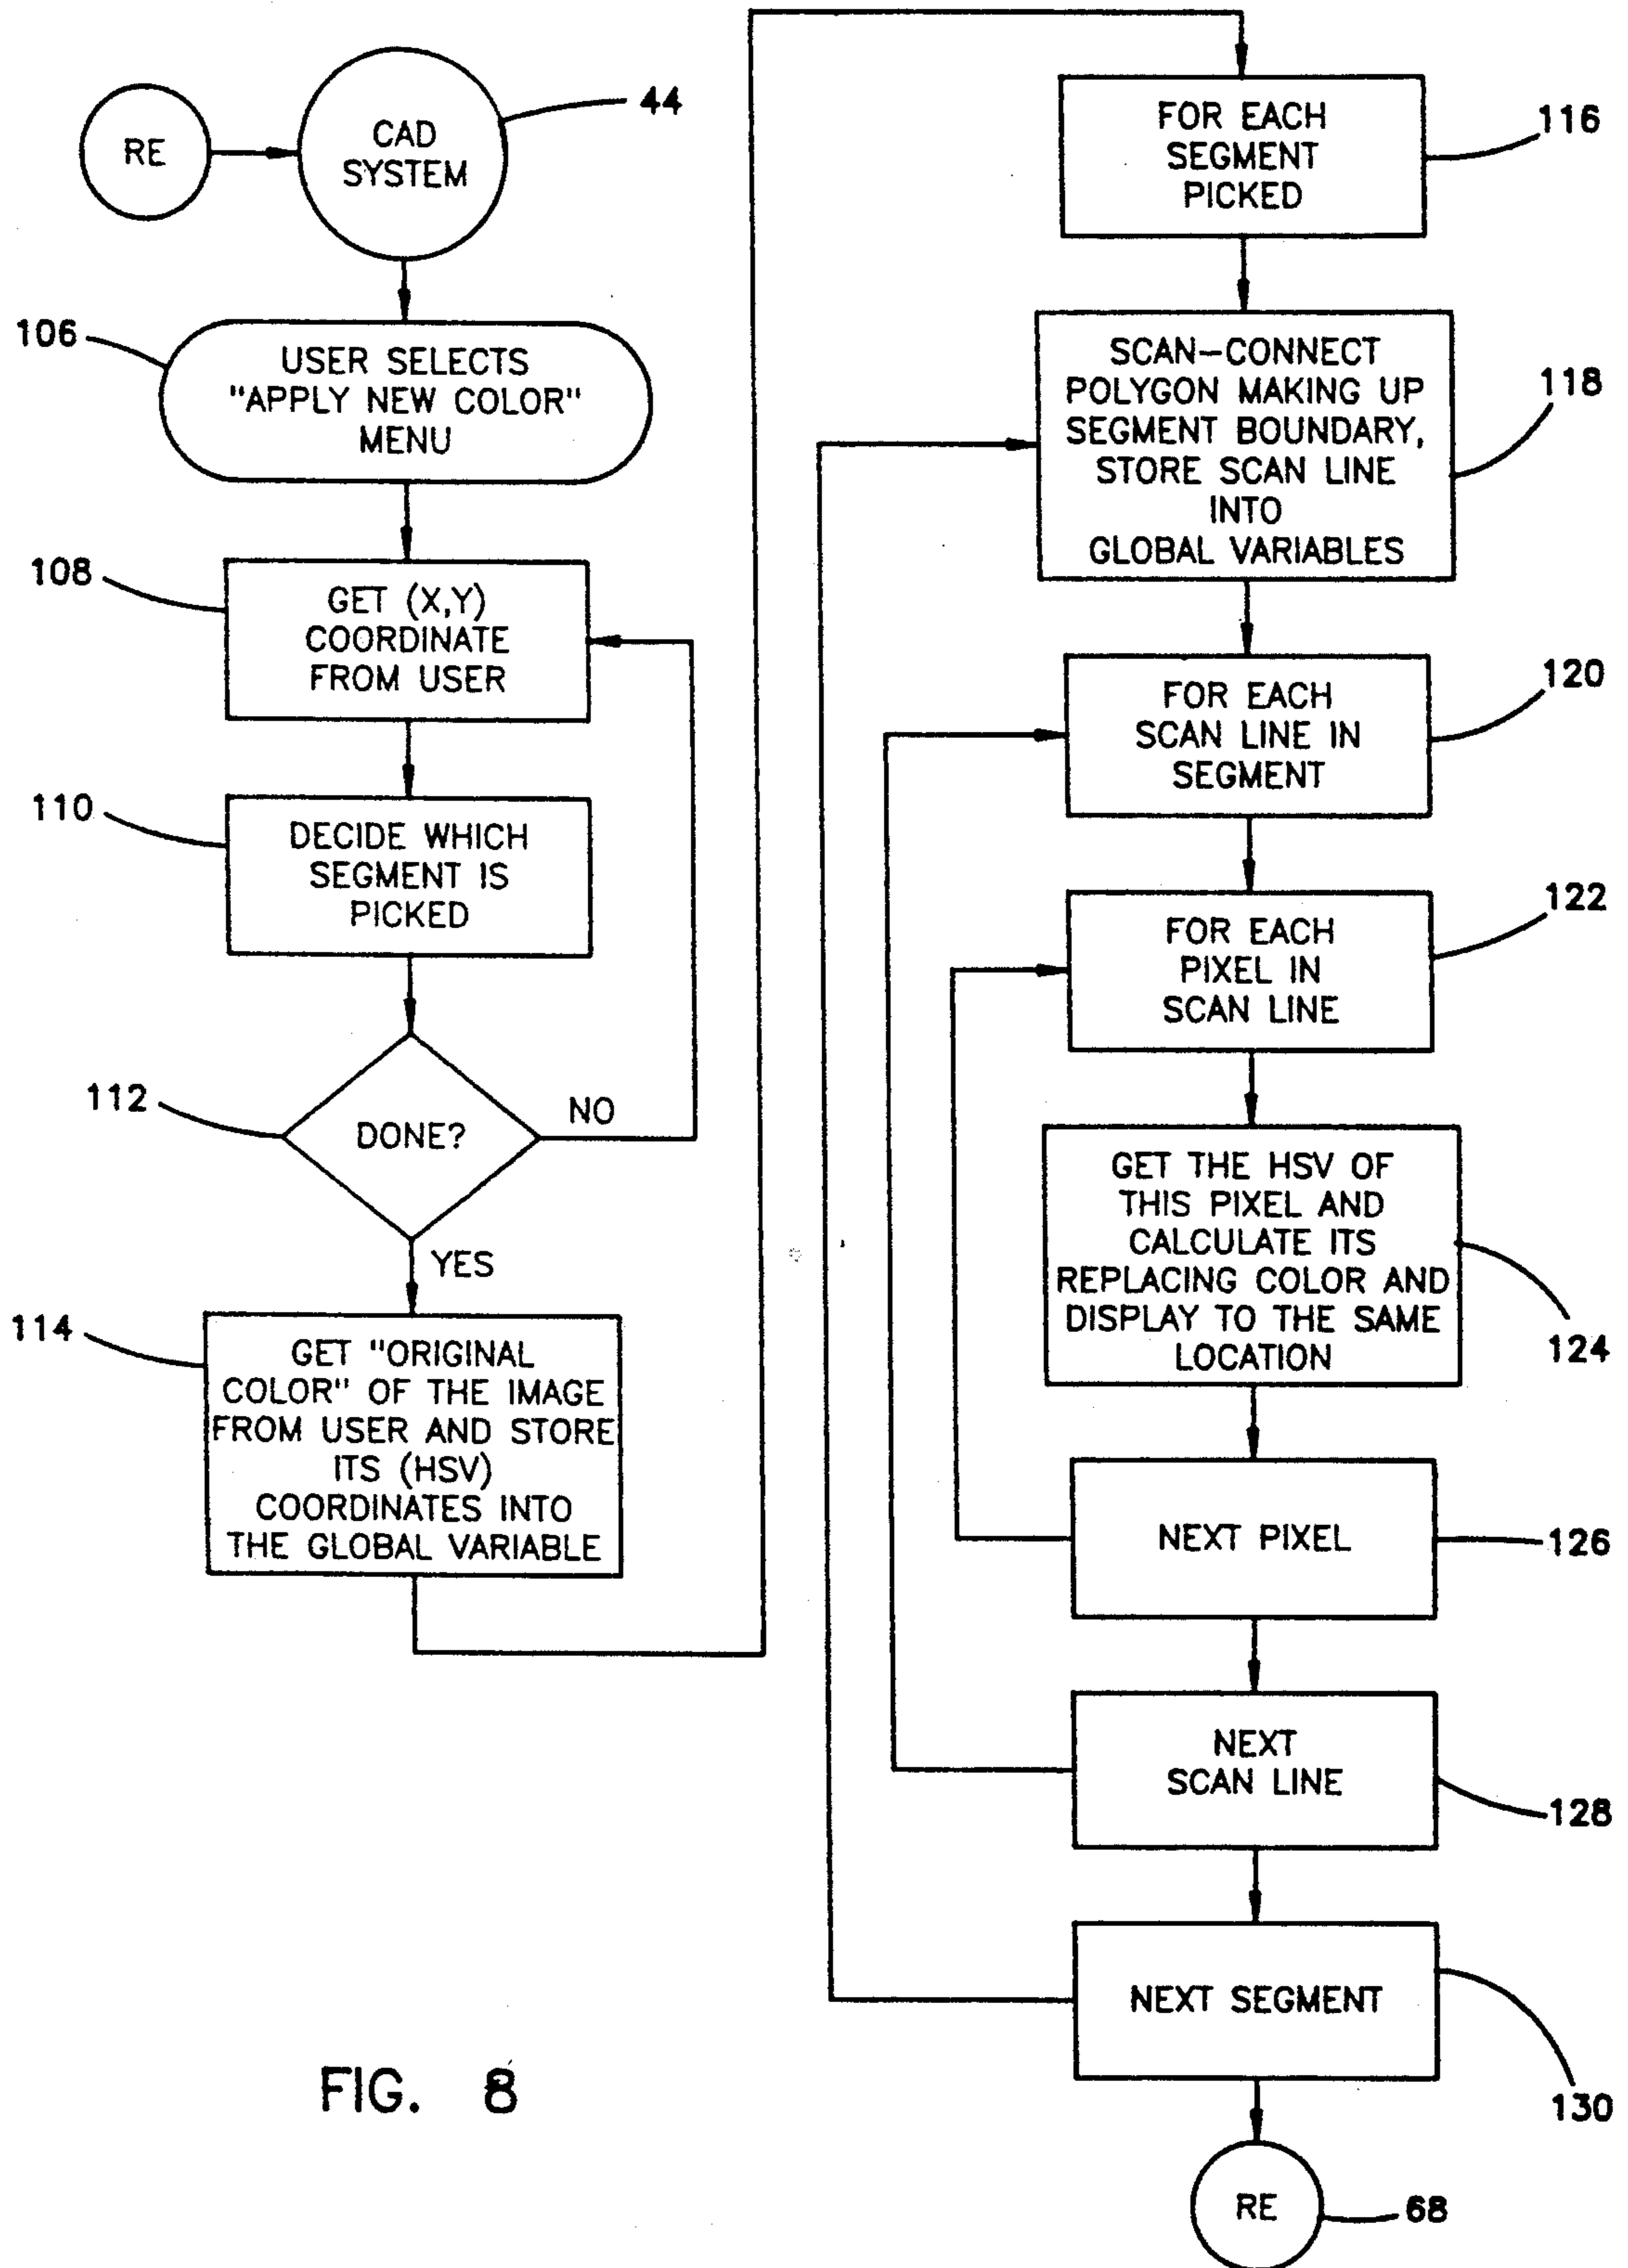 RE
CAD
SYSTEM
44
106
USER SELECTS
"APPLY NEW COLOR"
MENU
108
GET (X,Y)
COORDINATE
FROM USER
110
DECIDE WHICH
SEGMENT IS
PICKED
112
DONE?
NO
YES
114
GET "ORIGINAL
COLOR" OF THE IMAGE
FROM USER AND STORE
ITS (HSV)
COORDINATES INTO
THE GLOBAL VARIABLE
FOR EACH
SEGMENT
PICKED
116
SCAN-CONNECT
POLYGON MAKING UP
SEGMENT BOUNDARY,
STORE SCAN LINE
INTO
GLOBAL VARIABLES
118
FOR EACH
SCAN LINE IN
SEGMENT
120
FOR EACH
PIXEL IN
SCAN LINE
122
GET THE HSV OF
THIS PIXEL AND
CALCULATE ITS
REPLACING COLOR AND
DISPLAY TO THE SAME
LOCATION
124
NEXT PIXEL
126
NEXT
SCAN LINE
128
NEXT SEGMENT
130
RE
68
FIG. 8